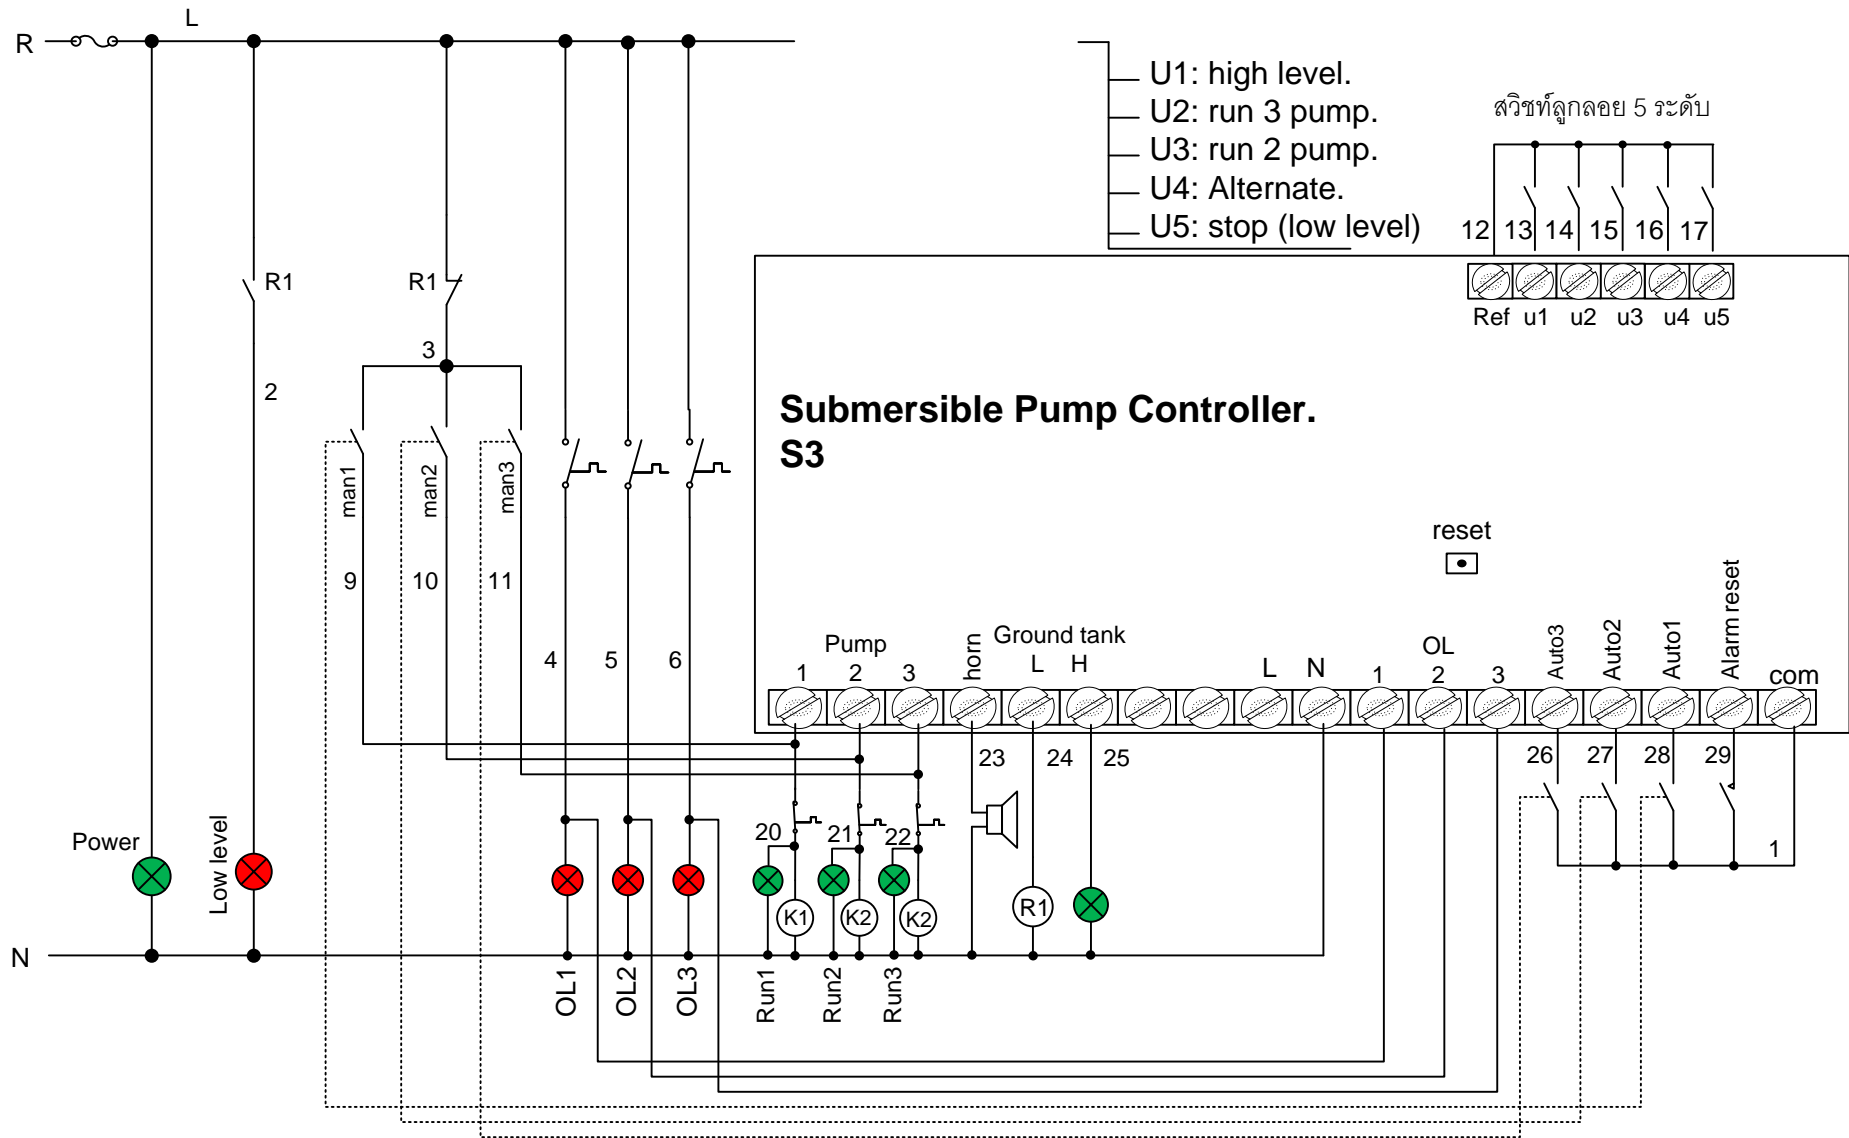 L
R
U1: high level.
U2: run 3 pump.
U3: run 2 pump.
U4: Alternate.
U5: stop (low level)
สวิชท์ลูกลอย 5 ระดับ
12 13 14 15 16 17
Ref u1 u2 u3 u4 u5
R1
R1
3
2
Submersible Pump Controller.
S3
man1
man2
man3
9
10
11
reset
4
5
6
Pump
1 2 3
horn
Ground tank
L H
L N
OL
1 2 3
Auto3
Auto2
Auto1
Alarm reset
com
23
24
25
26
27
28
29
20
21
22
1
Power
Low level
K1
K2
K2
R1
N
OL1
OL2
OL3
Run1
Run2
Run3